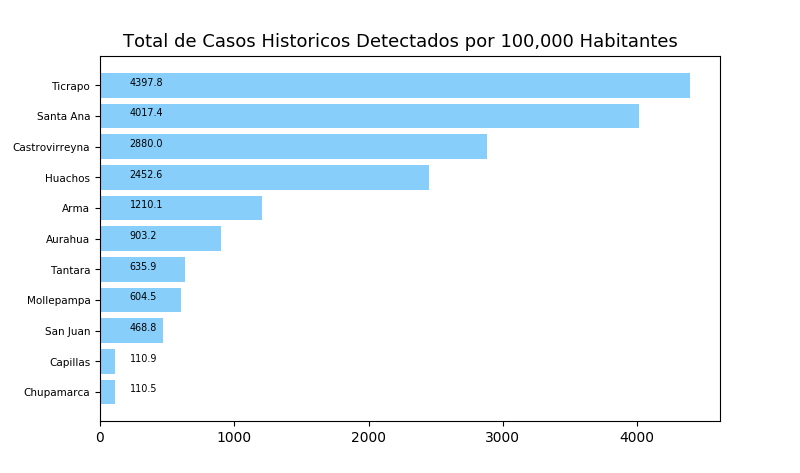 Total de Casos Historicos Detectados por 100,000 Habitantes
Ticrapo 4397.8
Santa Ana 4017.4
Castrovirreyna 2880.0
Huachos 2452.6
Arma 1210.1
Aurahua 903.2
Tantara 635.9
Mollepampa 604.5
San Juan 468.8
Capillas 110.9
Chupamarca 110.5
0 1000 2000 3000 4000